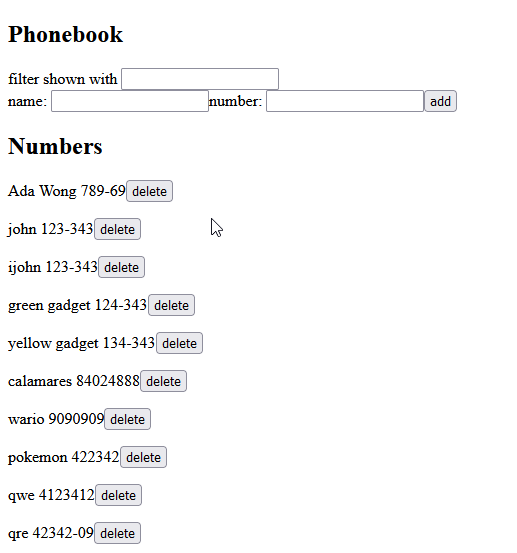 Phonebook
filter shown with
name: number: add
Numbers
Ada Wong 789-69 delete
john 123-343 delete
ijohn 123-343 delete
green gadget 124-343 delete
yellow gadget 134-343 delete
calamares 84024888 delete
wario 9090909 delete
pokemon 422342 delete
qwe 4123412 delete
qre 42342-09 delete